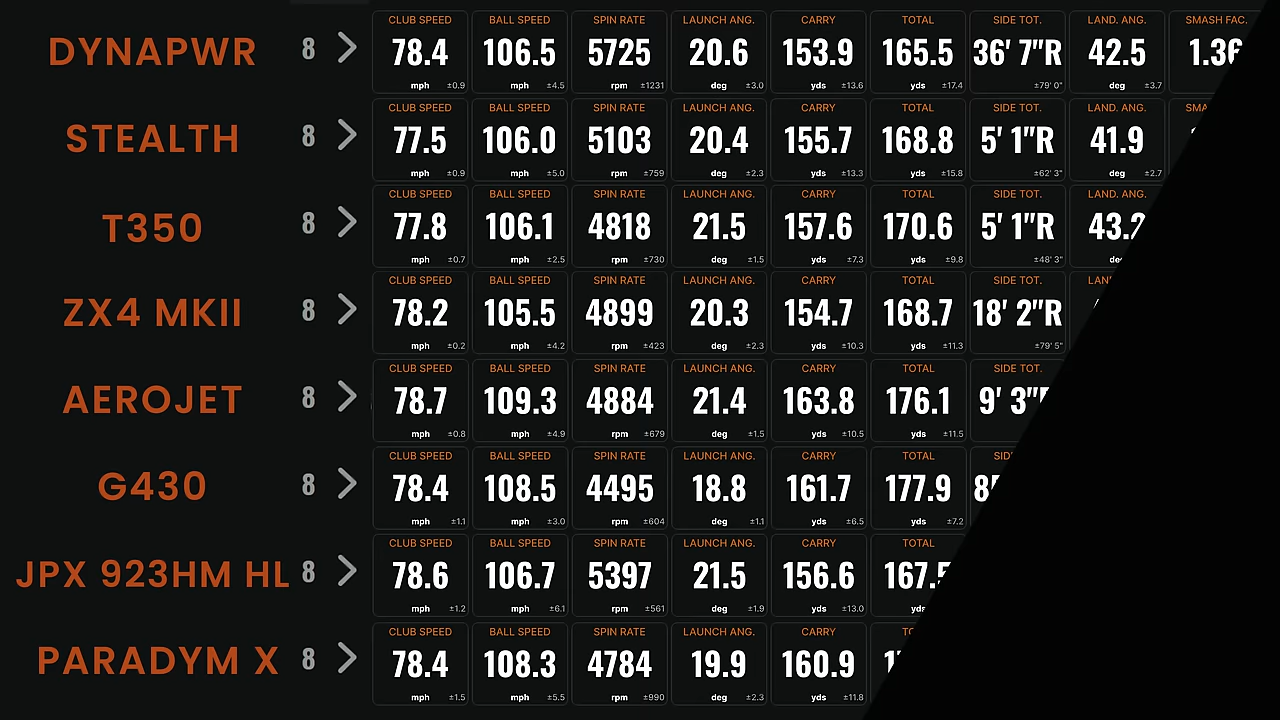 DYNAPWR 8 CLUB SPEED 78.4 mph ±0.9 BALL SPEED 106.5 mph ±4.5 SPIN RATE 5725 rpm ±1231 LAUNCH ANG. 20.6 deg ±3.0 CARRY 153.9 yds ±13.6 TOTAL 165.5 yds ±17.4 SIDE TOT. 36' 7"R ±79' 0" LAND. ANG. 42.5 deg ±3.7 SMASH FAC. 1.36
STEALTH 8 CLUB SPEED 77.5 mph ±0.9 BALL SPEED 106.0 mph ±5.0 SPIN RATE 5103 rpm ±759 LAUNCH ANG. 20.4 deg ±2.3 CARRY 155.7 yds ±13.3 TOTAL 168.8 yds ±15.8 SIDE TOT. 5' 1"R ±62' 3" LAND. ANG. 41.9 deg ±2.7 SMA
T350 8 CLUB SPEED 77.8 mph ±0.7 BALL SPEED 106.1 mph ±2.5 SPIN RATE 4818 rpm ±730 LAUNCH ANG. 21.5 deg ±1.5 CARRY 157.6 yds ±7.3 TOTAL 170.6 yds ±9.8 SIDE TOT. 5' 1"R ±48' 3" LAND. ANG. 43.2 de
ZX4 MKII 8 CLUB SPEED 78.2 mph ±0.2 BALL SPEED 105.5 mph ±4.2 SPIN RATE 4899 rpm ±423 LAUNCH ANG. 20.3 deg ±2.3 CARRY 154.7 yds ±10.3 TOTAL 168.7 yds ±11.3 SIDE TOT. 18' 2"R ±79' 5" LAN
AEROJET 8 CLUB SPEED 78.7 mph ±0.8 BALL SPEED 109.3 mph ±4.9 SPIN RATE 4884 rpm ±679 LAUNCH ANG. 21.4 deg ±1.5 CARRY 163.8 yds ±10.5 TOTAL 176.1 yds ±11.5 SIDE TOT. 9' 3"
G430 8 CLUB SPEED 78.4 mph ±1.1 BALL SPEED 108.5 mph ±3.0 SPIN RATE 4495 rpm ±604 LAUNCH ANG. 18.8 deg ±1.1 CARRY 161.7 yds ±6.5 TOTAL 177.9 yds ±7.2 SID
JPX 923HM HL 8 CLUB SPEED 78.6 mph ±1.2 BALL SPEED 106.7 mph ±6.1 SPIN RATE 5397 rpm ±561 LAUNCH ANG. 21.5 deg ±1.9 CARRY 156.6 yds ±13.0 TOTAL 167.5 yds
PARADYM X 8 CLUB SPEED 78.4 mph ±1.5 BALL SPEED 108.3 mph ±5.5 SPIN RATE 4784 rpm ±990 LAUNCH ANG. 19.9 deg ±2.3 CARRY 160.9 yds ±11.8